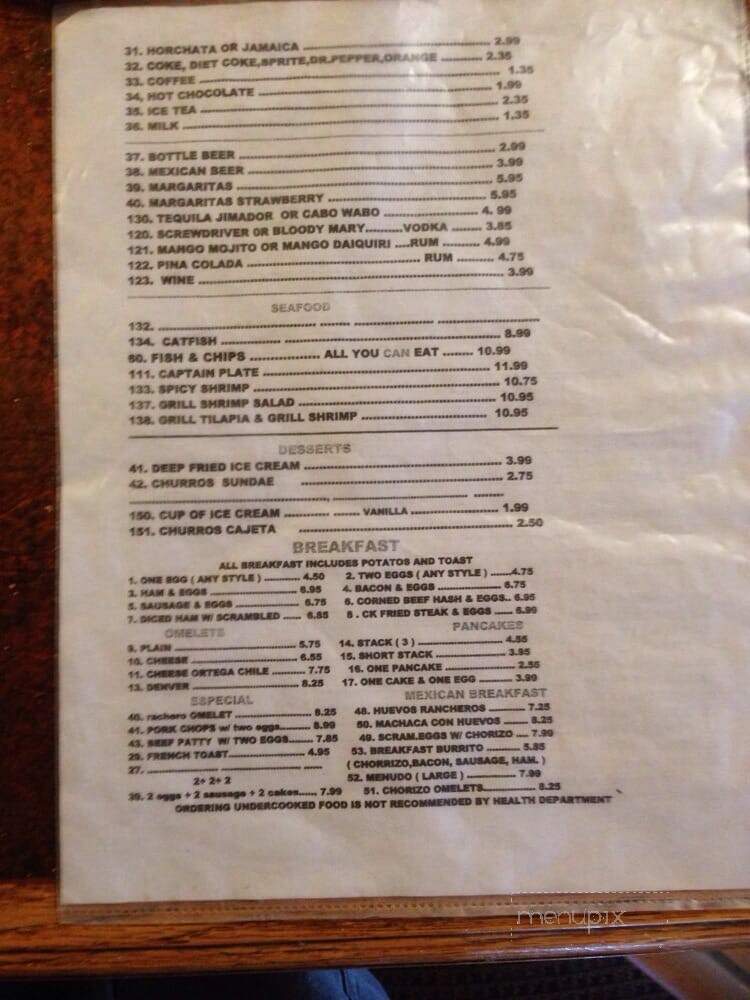 31. HORCHATA OR JAMAICA ........ 2.99
32. COKE, DIET COKE,SPRITE,DR.PEPPER,ORANGE ........ 2.35
33. COFFEE ........ 1.35
34, HOT CHOCOLATE ........ 1.99
35. ICE TEA ........ 2.35
36. MILK ........ 1.35
37. BOTTLE BEER ........ 2.99
38. MEXICAN BEER ........ 3.99
39. MARGARITAS ........ 5.95
40. MARGARITAS STRAWBERRY ........ 5.95
130. TEQUILA JIMADOR OR CABO WABO ........ 4. 99
120. SCREWDRIVER OR BLOODY MARY........VODKA ........ 3.85
121. MANGO MOJITO OR MANGO DAIQUIRI ....RUM ........ 4.99
122. PINA COLADA ........ RUM ........ 4.75
123. WINE ........ 3.99
SEAFOOD
132. ........
134. CATFISH ........ 8.99
60. FISH & CHIPS ........ ALL YOU CAN EAT ........ 10.99
111. CAPTAIN PLATE ........ 11.99
133. SPICY SHRIMP ........ 10.75
137. GRILL SHRIMP SALAD ........ 10.95
138. GRILL TILAPIA & GRILL SHRIMP ........ 10.95
DESSERTS
41. DEEP FRIED ICE CREAM ........ 3.99
42. CHURROS SUNDAE ........ 2.75
150. CUP OF ICE CREAM ........ VANILLA ........ 1.99
151. CHURROS CAJETA ........ 2.50
BREAKFAST
ALL BREAKFAST INCLUDES POTATOS AND TOAST
1. ONE EGG ( ANY STYLE ) ........ 4.50
3. HAM & EGGS ........ 6.95
5. SAUSAGE & EGGS ........ 6.75
7. DICED HAM W/ SCRAMBLED ...... 6.85
2. TWO EGGS ( ANY STYLE ) ......4.75
4. BACON & EGGS ........ 6.75
6. CORNED BEEF HASH & EGGS.. 6.95
8 . CK FRIED STEAK & EGGS ...... 6.99
OMELETS
9. PLAIN ........ 5.75
10. CHEESE ........ 6.55
11. CHEESE ORTEGA CHILE ........ 7.75
13. DENVER ........ 8.25
PANCAKES
14. STACK ( 3 ) ........ 4.55
15. SHORT STACK ........ 3.95
16. ONE PANCAKE ........ 2.55
17. ONE CAKE & ONE EGG ........ 3.99
SSPECIAL
40. rachero OMELET ........ 8.25
41. PORK CHOPS w/ two eggs........ 8.99
43. BEEF PATTY W/ TWO EGGS........ 7.85
29. FRENCH TOAST........ 4.95
27. ........
2+ 2+ 2
39. 2 eggs + 2 sausage + 2 cakes...... 7.99
MEXICAN BREAKFAST
48. HUEVOS RANCHEROS ........ 7.25
50. MACHACA CON HUEVOS ........ 8.25
49. SCRAM.EGGS W/ CHORIZO .... 7.99
53. BREAKFAST BURRITO ........ 5.85
( CHORRIZO,BACON, SAUSAGE, HAM. )
52. MENUDO ( LARGE ) ........ 7.99
51. CHORIZO OMELETS........ 8.25
ORDERING UNDERCOOKED FOOD IS NOT RECOMMENDED BY HEALTH DEPARTMENT
menupix